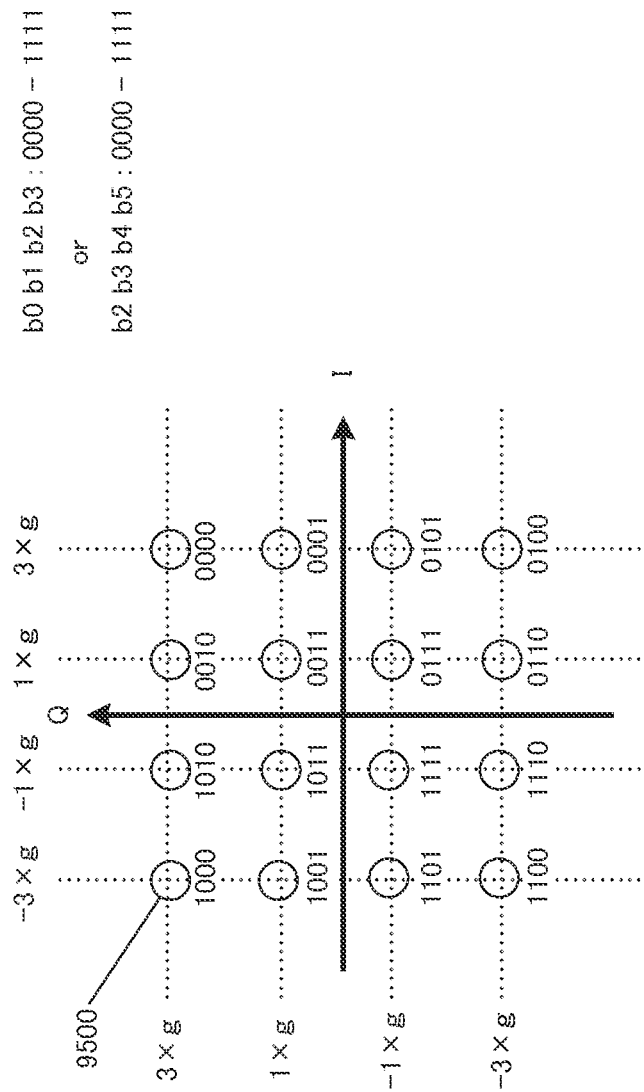 b0 b1 b2 b3 : 0000 - 1111
or
b2 b3 b4 b5 : 0000 - 1111
-3×g -1×g 1×g 3×g
Q
9500
3×g
1000 1010 0010 0000
1×g
1001 1011 0011 0001
I
-1×g
1101 1111 0111 0101
-3×g
1100 1110 0110 0100